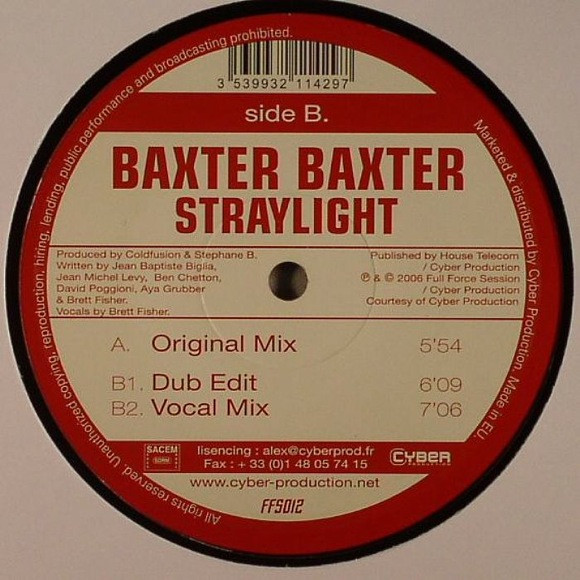 3 539932 114297
side B.
BAXTER BAXTER
STRAYLIGHT
Produced by Coldfusion & Stephane B.
Written by Jean Baptiste Biglia,
Jean Michel Levy, Ben Chetton,
David Poggioni, Aya Grubber
& Brett Fisher.
Vocals by Brett Fisher.
Published by House Telecom
/ Cyber Production
℗ & © 2006 Full Force Session
/ Cyber Production
Courtesy of Cyber Production
A. Original Mix 5'54
B1. Dub Edit 6'09
B2. Vocal Mix 7'06
SACEM
SDRM
lisencing : alex@cyberprod.fr
Fax : + 33 (0)1 48 05 74 15
CYBER
PRODUCTION
www.cyber-production.net
FFS012
All rights reserved. Unauthorized copying, reproduction, hiring, lending, public performance and broadcasting prohibited.
Marketed & distributed by Cyber Production. Made in EU.